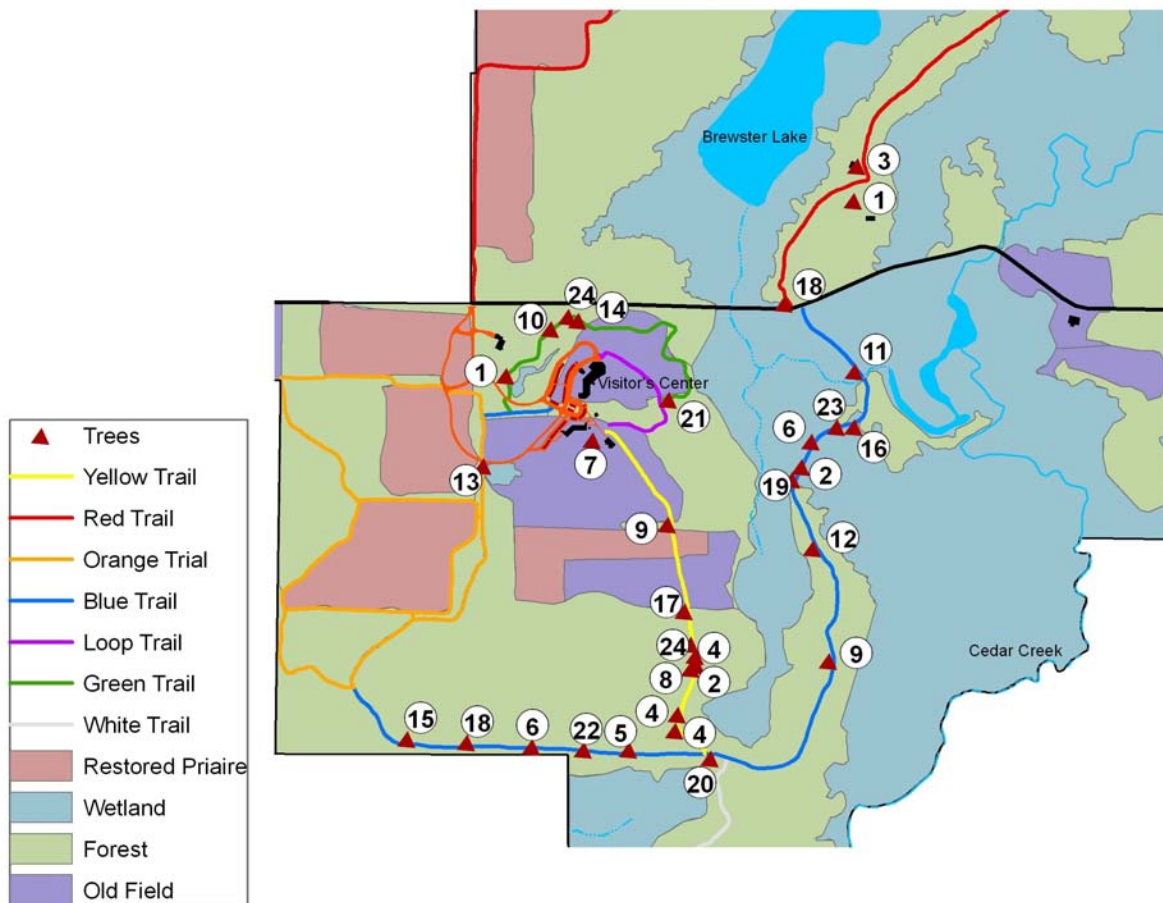 Brewster Lake
3
1
18
24
14
10
11
1
Visitor's Center
21
23
16
6
7
13
2
19
9
12
17
24
4
9
Cedar Creek
8
2
4
4
15
18
6
22
5
20
Trees
Yellow Trail
Red Trail
Orange Trial
Blue Trail
Loop Trail
Green Trail
White Trail
Restored Priaire
Wetland
Forest
Old Field